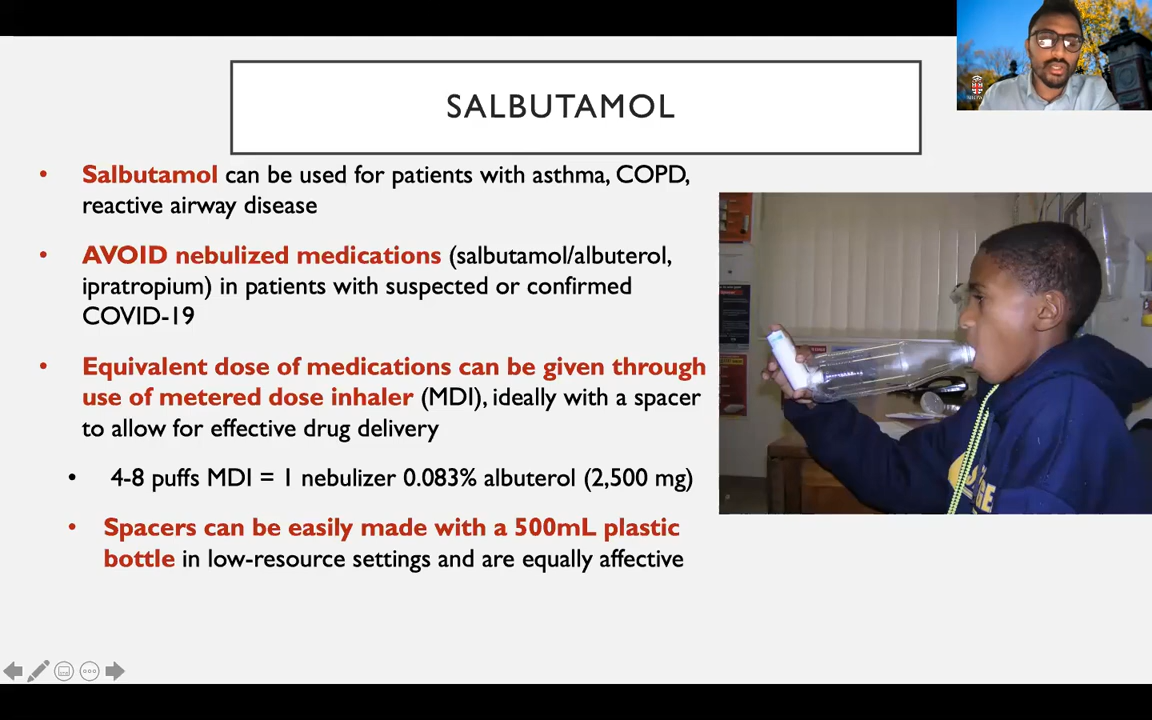 SALBUTAMOL
• Salbutamol can be used for patients with asthma, COPD,
reactive airway disease
• AVOID nebulized medications (salbutamol/albuterol,
ipratropium) in patients with suspected or confirmed
COVID-19
• Equivalent dose of medications can be given through
use of metered dose inhaler (MDI), ideally with a spacer
to allow for effective drug delivery
• 4-8 puffs MDI = 1 nebulizer 0.083% albuterol (2,500 mg)
• Spacers can be easily made with a 500mL plastic
bottle in low-resource settings and are equally affective